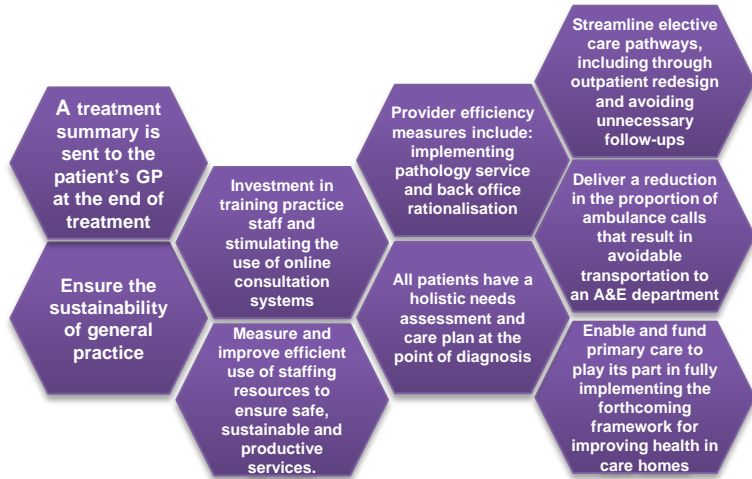 A treatment
summary is
sent to the
patient's GP
at the end of
treatment
Ensure the
sustainability
of general
practice
Investment in
training practice
staff and
stimulating the
use of online
consultation
systems
Measure and
improve efficient
use of staffing
resources to
ensure safe,
sustainable and
productive
services.
Provider efficiency
measures include:
implementing
pathology service
and back office
rationalisation
All patients have a
holistic needs
assessment and
care plan at the
point of diagnosis
Streamline elective
care pathways,
including through
outpatient redesign
and avoiding
unnecessary
follow-ups
Deliver a reduction
in the proportion of
ambulance calls
that result in
avoidable
transportation to
an A&E department
Enable and fund
primary care to
play its part in fully
implementing the
forthcoming
framework for
improving health in
care homes